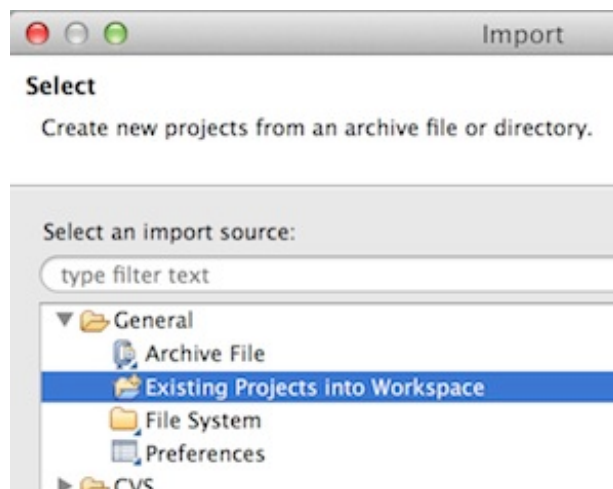 Import
Select
Create new projects from an archive file or directory.
Select an import source:
type filter text
General
Archive File
Existing Projects into Workspace
File System
Preferences
CVS